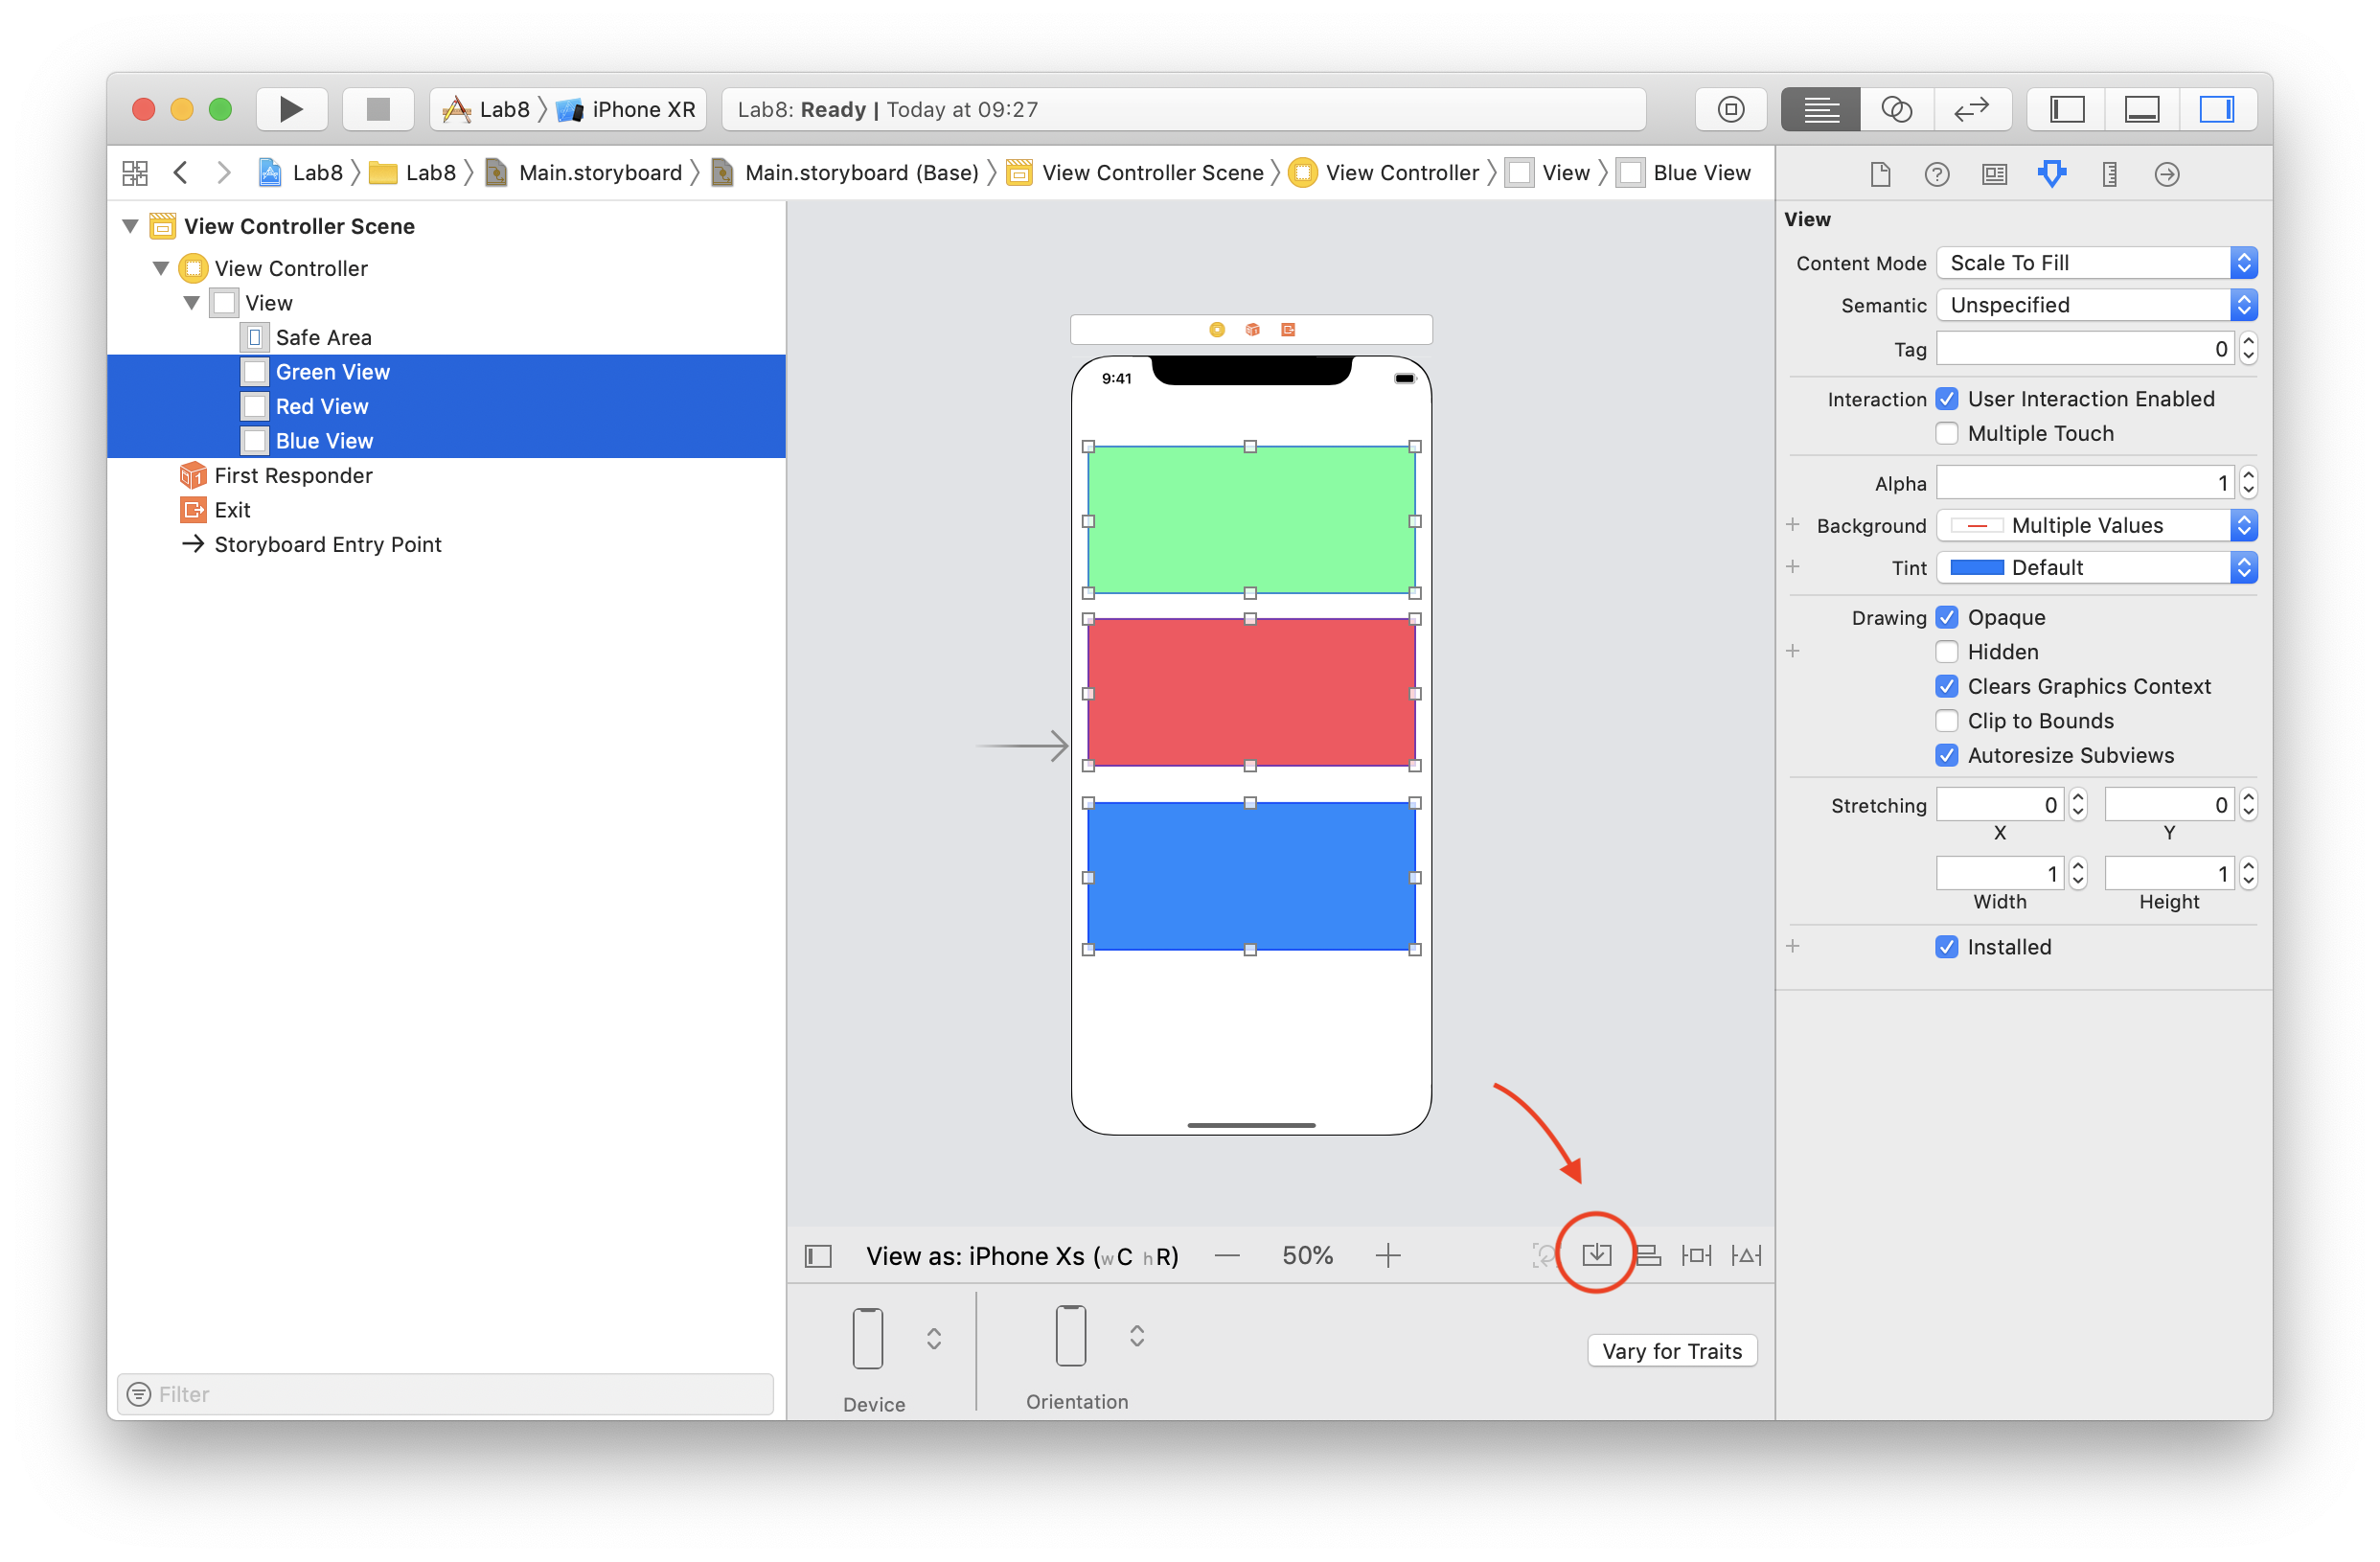 Lab8 iPhone XR
Lab8: Ready | Today at 09:27
Lab8 Lab8 Main.storyboard Main.storyboard (Base) View Controller Scene View Controller View Blue View
View Controller Scene
View Controller
View
Safe Area
Green View
Red View
Blue View
First Responder
Exit
Storyboard Entry Point
Filter
9:41
View as: iPhone Xs (wC hR)
50%
Device
Orientation
Vary for Traits
View
Content Mode Scale To Fill
Semantic Unspecified
Tag 0
Interaction User Interaction Enabled
Multiple Touch
Alpha 1
Background Multiple Values
Tint Default
Drawing Opaque
Hidden
Clears Graphics Context
Clip to Bounds
Autoresize Subviews
Stretching 0 0
X Y
1 1
Width Height
Installed